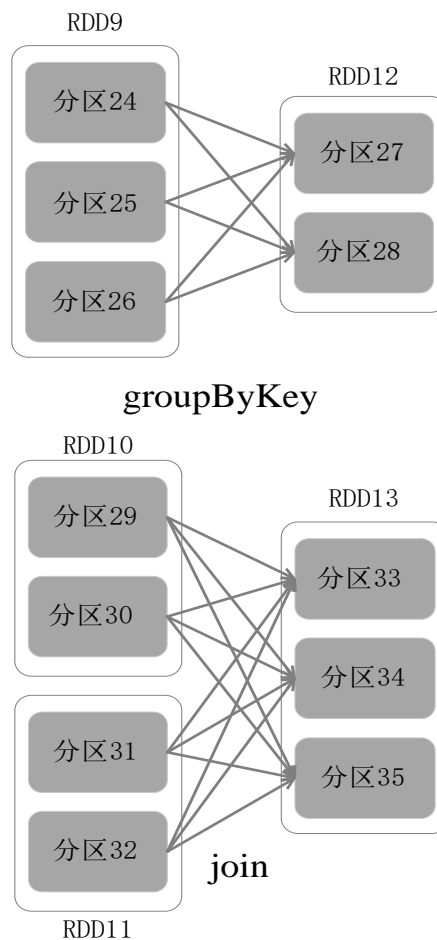 RDD9
分区24
分区25
分区26
RDD12
分区27
分区28
groupByKey
RDD10
分区29
分区30
分区31
分区32
RDD11
RDD13
分区33
分区34
分区35
join